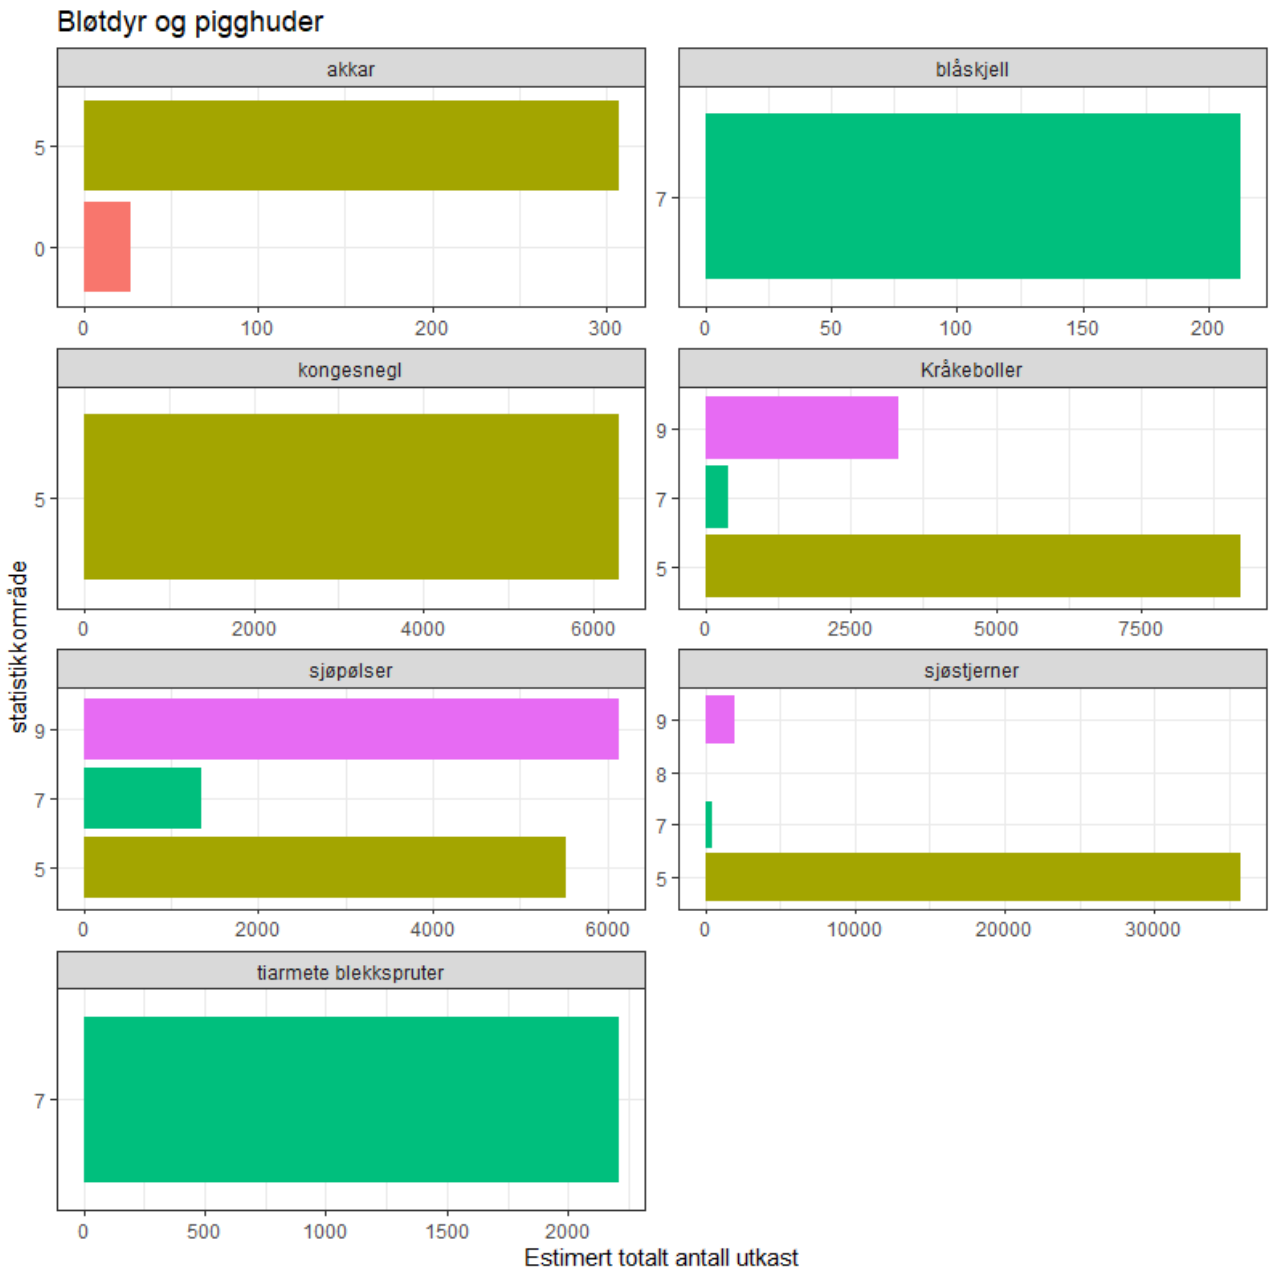 Bløtdyr og pigghuder
akkar
5
0
0 100 200 300
blåskjell
7
0 50 100 150 200
kongesnegl
5
0 2000 4000 6000
Kråkeboller
9
7
5
0 2500 5000 7500
sjøpølser
9
7
5
0 2000 4000 6000
sjøstjerner
9
8
7
5
0 10000 20000 30000
tiarmete blekkspruter
7
0 500 1000 1500 2000
statistikkområde
Estimert totalt antall utkast